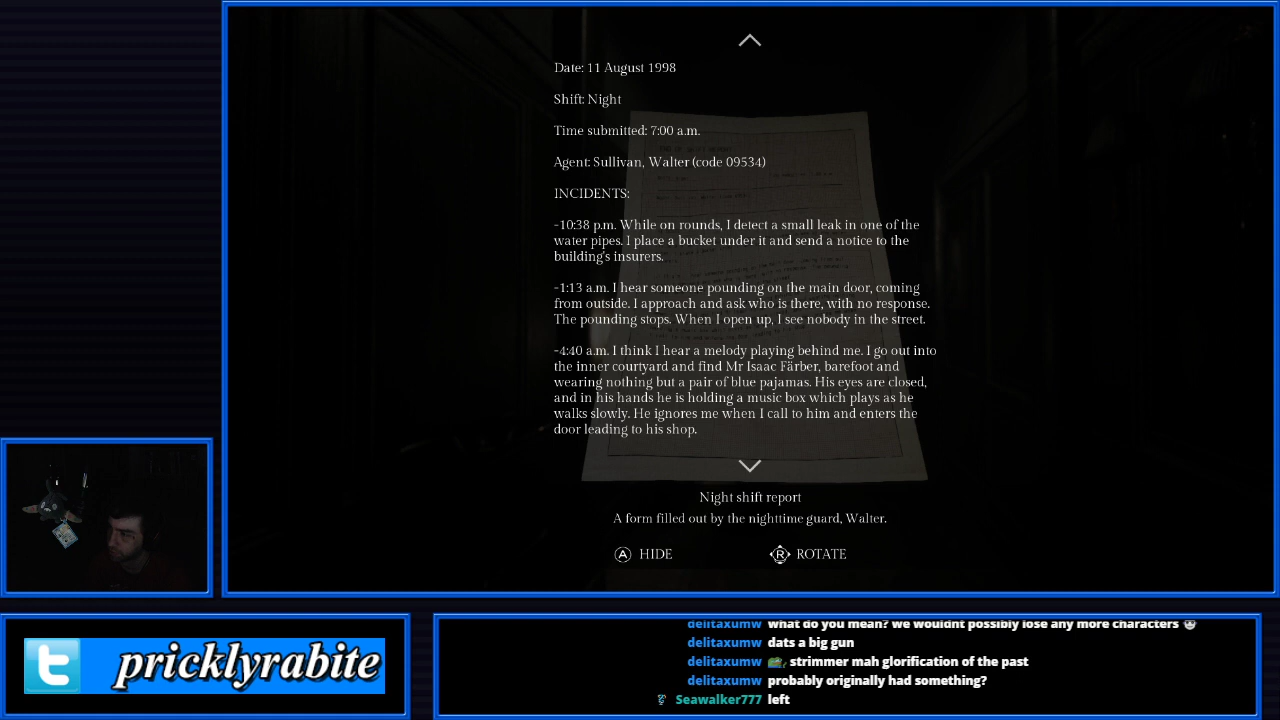 Date: 11 August 1998
Shift: Night
Time submitted: 7:00 a.m.
Agent: Sullivan, Walter (code 09534)
INCIDENTS:
-10:38 p.m. While on rounds, I detect a small leak in one of the
water pipes. I place a bucket under it and send a notice to the
building's insurers.
-1:13 a.m. I hear someone pounding on the main door, coming
from outside. I approach and ask who is there, with no response.
The pounding stops. When I open up, I see nobody in the street.
-4:40 a.m. I think I hear a melody playing behind me. I go out into
the inner courtyard and find Mr Isaac Färber, barefoot and
wearing nothing but a pair of blue pajamas. His eyes are closed,
and in his hands he is holding a music box which plays as he
walks slowly. He ignores me when I call to him and enters the
door leading to his shop.
Night shift report
A form filled out by the nighttime guard, Walter.
A HIDE
R ROTATE
t pricklyrabite
delitaxumw what do you mean? we wouldnt possibly lose any more characters
delitaxumw dats a big gun
delitaxumw strimmer mah glorification of the past
delitaxumw probably originally had something?
Seawalker777 left